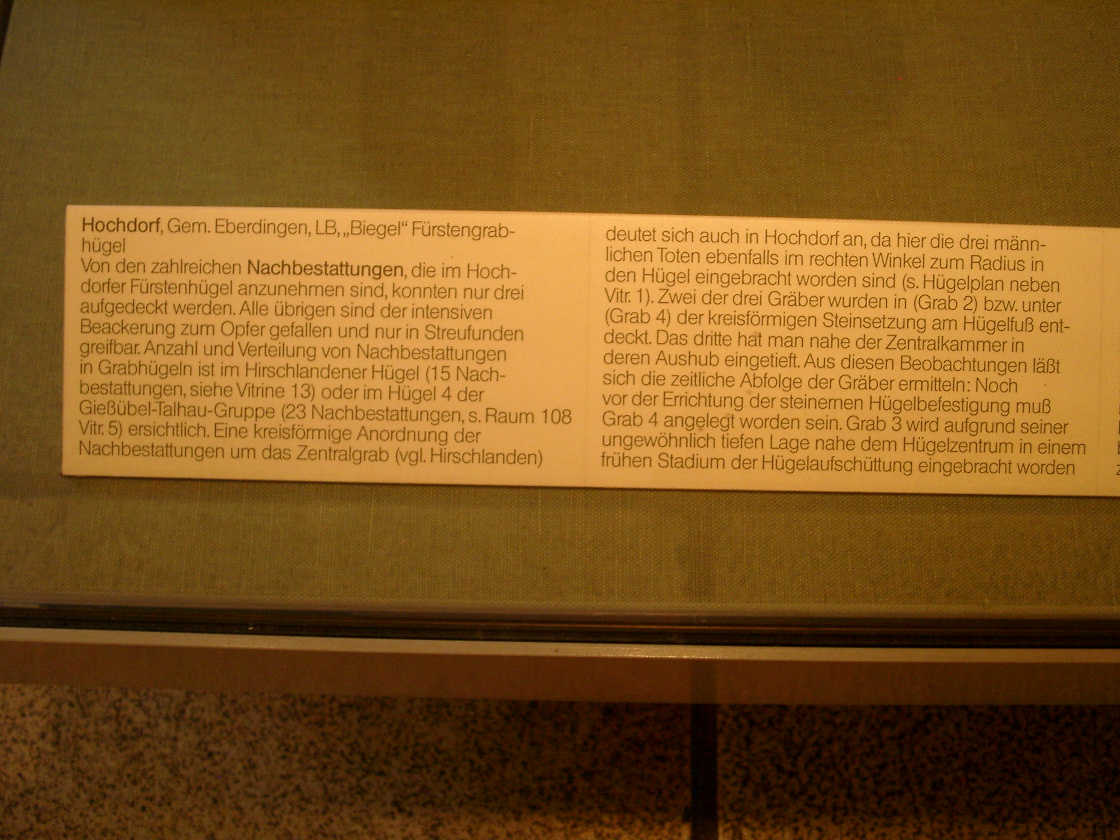 Hochdorf, Gem. Eberdingen, LB, „Biegel“ Fürstengrab-
hügel
Von den zahlreichen Nachbestattungen, die im Hoch-
dorfer Fürstenhügel anzunehmen sind, konnten nur drei
aufgedeckt werden. Alle übrigen sind der intensiven
Beackerung zum Opfer gefallen und nur in Streufunden
greifbar. Anzahl und Verteilung von Nachbestattungen
in Grabhügeln ist im Hirschlandener Hügel (15 Nach-
bestattungen, siehe Vitrine 13) oder im Hügel 4 der
Gießübel-Talhau-Gruppe (23 Nachbestattungen, s. Raum 108
Vitr. 5) ersichtlich. Eine kreisförmige Anordnung der
Nachbestattungen um das Zentralgrab (vgl. Hirschlanden)
deutet sich auch in Hochdorf an, da hier die drei männ-
lichen Toten ebenfalls im rechten Winkel zum Radius in
den Hügel eingebracht worden sind (s. Hügelplan neben
Vitr. 1). Zwei der drei Gräber wurden in (Grab 2) bzw. unter
(Grab 4) der kreisförmigen Steinsetzung am Hügelfuß ent-
deckt. Das dritte hat man nahe der Zentralkammer in
deren Aushub eingetieft. Aus diesen Beobachtungen läßt
sich die zeitliche Abfolge der Gräber ermitteln: Noch
vor der Errichtung der steinernen Hügelbefestigung muß
Grab 4 angelegt worden sein. Grab 3 wird aufgrund seiner
ungewöhnlich tiefen Lage nahe dem Hügelzentrum in einem
frühen Stadium der Hügelaufschüttung eingebracht worden